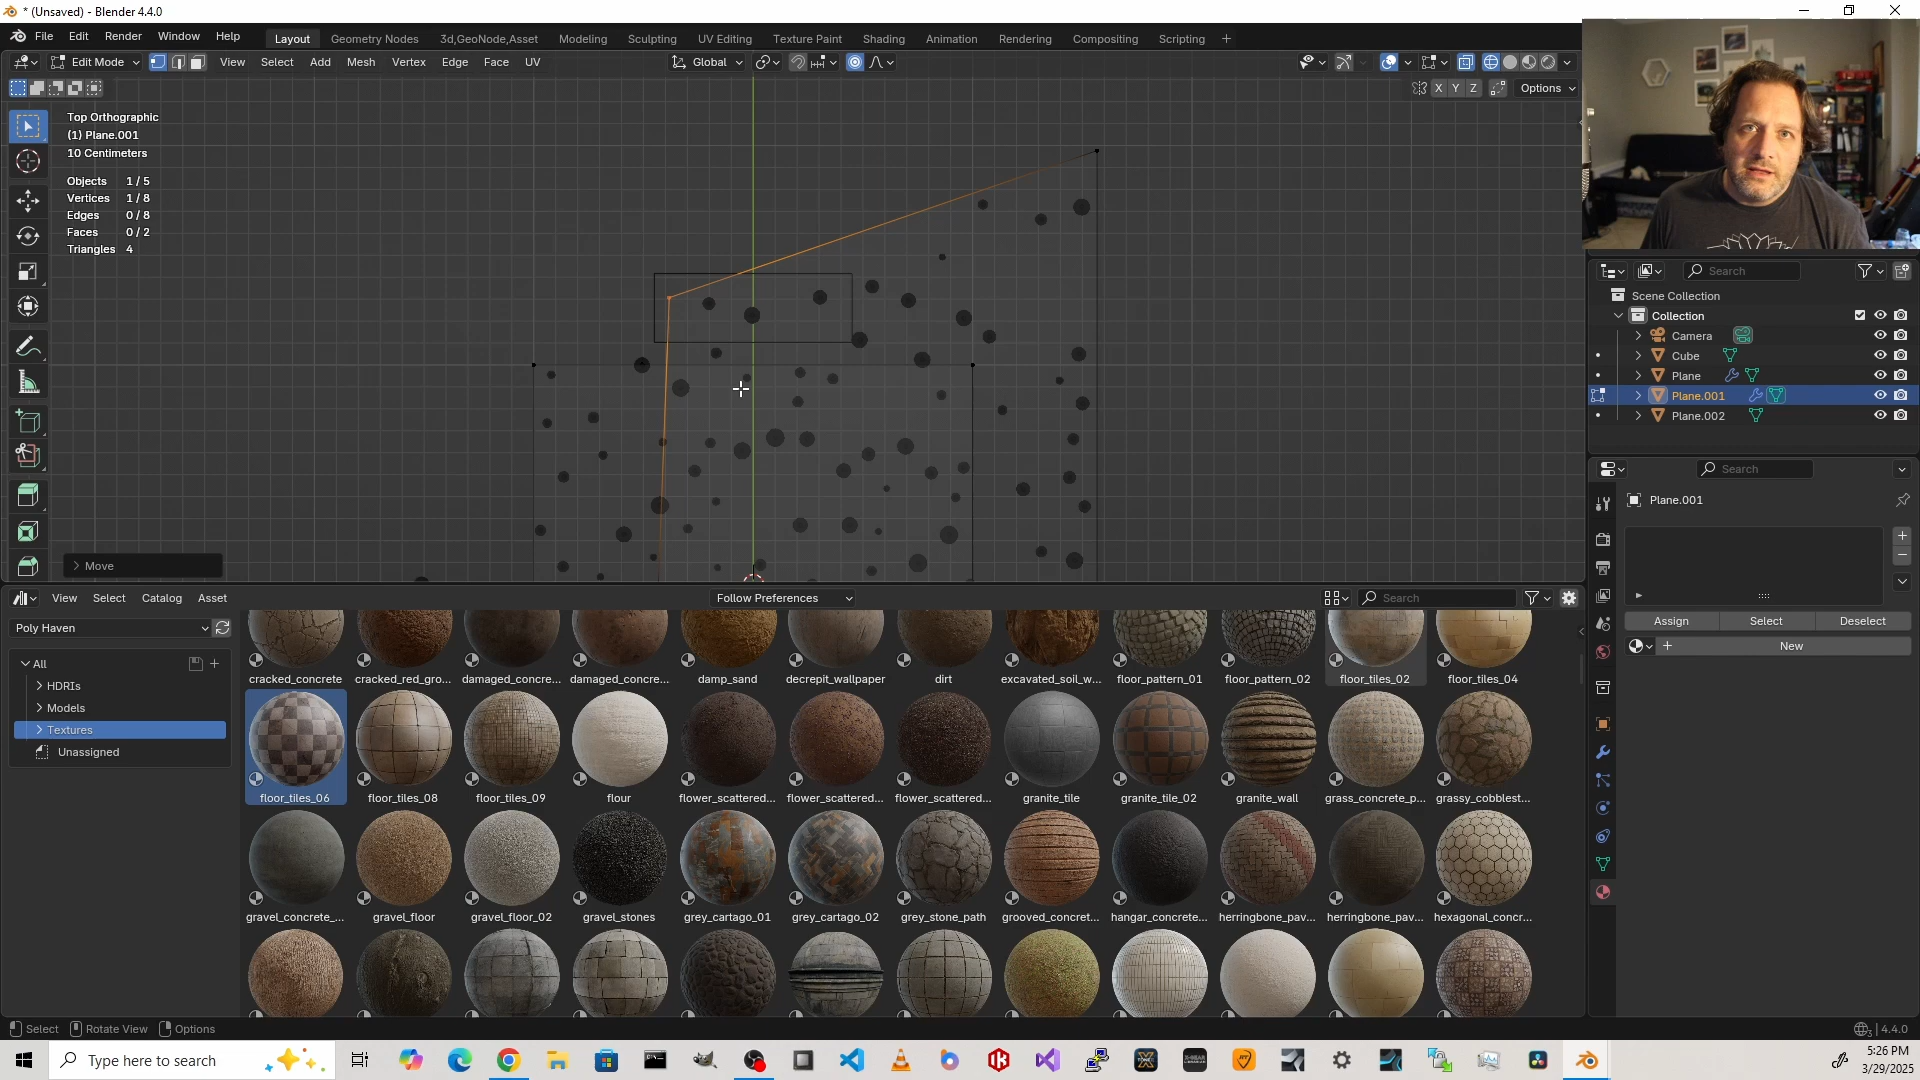 * (Unsaved) - Blender 4.4.0
File Edit Render Window Help Layout Geometry Nodes 3d,GeoNode,Asset Modeling Sculpting UV Editing Texture Paint Shading Animation Rendering Compositing Scripting +
Edit Mode View Select Add Mesh Vertex Edge Face UV Global
X Y Z Options
Top Orthographic
(1) Plane.001
10 Centimeters
Objects 1 / 5
Vertices 1 / 8
Edges 0 / 8
Faces 0 / 2
Triangles 4
Move
Search
Scene Collection
Collection
Camera
Cube
Plane
Plane.001
Plane.002
Search
Plane.001
Assign Select Deselect
New
View Select Catalog Asset Follow Preferences Search
Poly Haven
All
HDRIs
Models
Textures
Unassigned
cracked_concrete cracked_red_gro... damaged_concre... damaged_concre... damp_sand decrepit_wallpaper dirt excavated_soil_w... floor_pattern_01 floor_pattern_02 floor_tiles_02 floor_tiles_04
floor_tiles_06 floor_tiles_08 floor_tiles_09 flour flower_scattered... flower_scattered... flower_scattered... granite_tile granite_tile_02 granite_wall grass_concrete_p... grassy_cobblest...
gravel_concrete_... gravel_floor gravel_floor_02 gravel_stones grey_cartago_01 grey_cartago_02 grey_stone_path grooved_concret... hangar_concrete... herringbone_pav... herringbone_pav... hexagonal_concr...
Select Rotate View Options 4.4.0
Type here to search
5:26 PM
3/29/2025